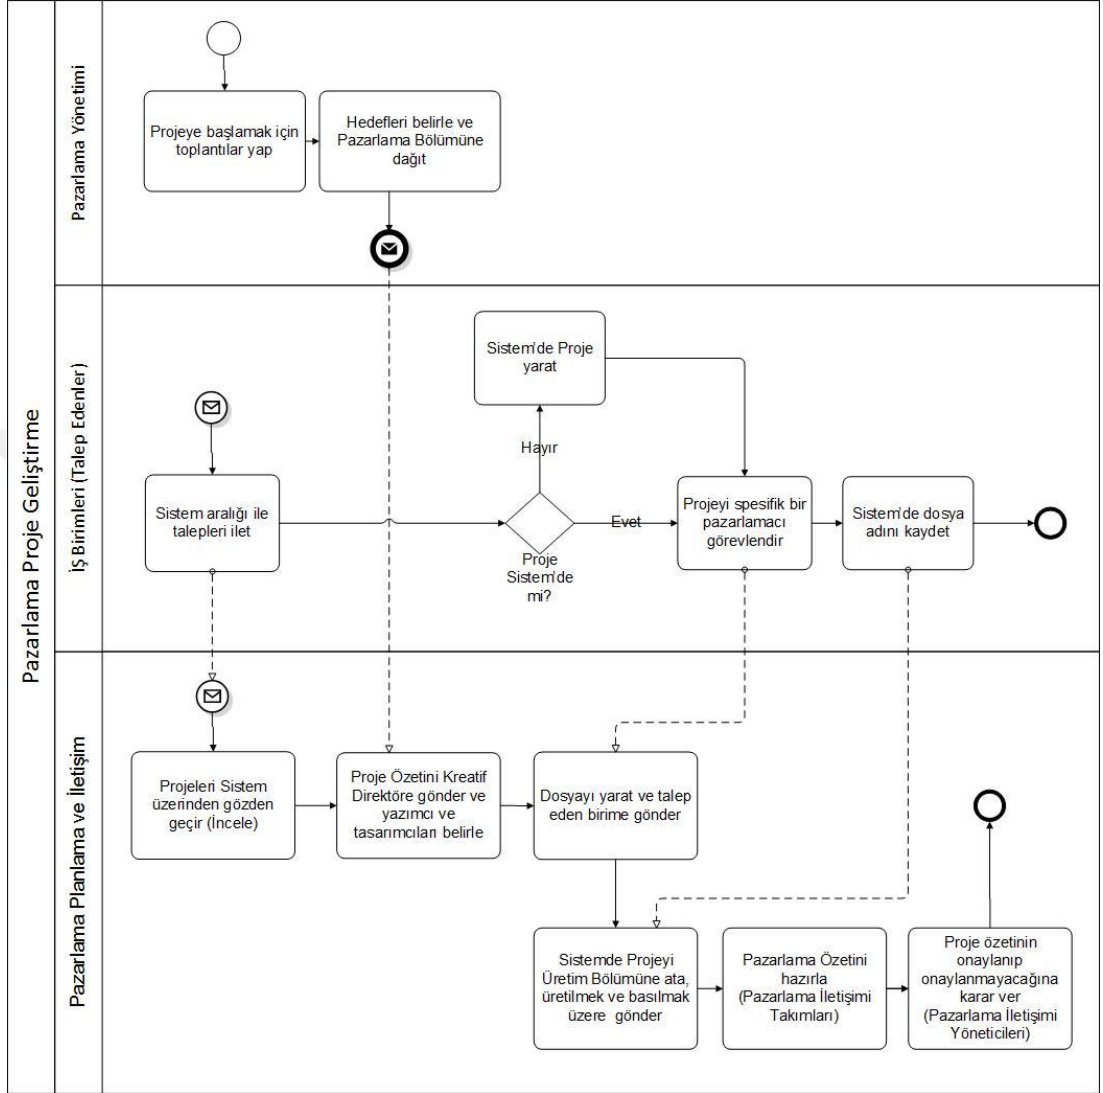 Pazarlama Proje Geliştirme
Pazarlama Yönetimi
Projeye başlamak için
toplantılar yap
Hedefleri belirle ve
Pazarlama Bölümüne
dağıt
İŞ Birimleri (Talep Edenler)
Sistem'de Proje
yarat
Hayır
Sistem aralığı ile
talepleri ilet
Proje
Sistem'de
mi?
Evet
Projeyi spesifik bir
pazarlamacı
görevlendir
Sistem'de dosya
adını kaydet
Pazarlama Planlama ve İletişim
Projeleri Sistem
üzerinden gözden
geçir (İncele)
Proje Özetini Kreatif
Direktöre gönder ve
yazımcı ve
tasarımcıları belirle
Dosyayı yarat ve talep
eden birime gönder
Sistemde Projeyi
Üretim Bölümüne ata,
üretilmek ve basılmak
üzere gönder
Pazarlama Özetini
hazırla
(Pazarlama İletişimi
Takımları)
Proje özetinin
onaylanıp
onaylanmayacağına
karar ver
(Pazarlama İletişimi
Yöneticileri)